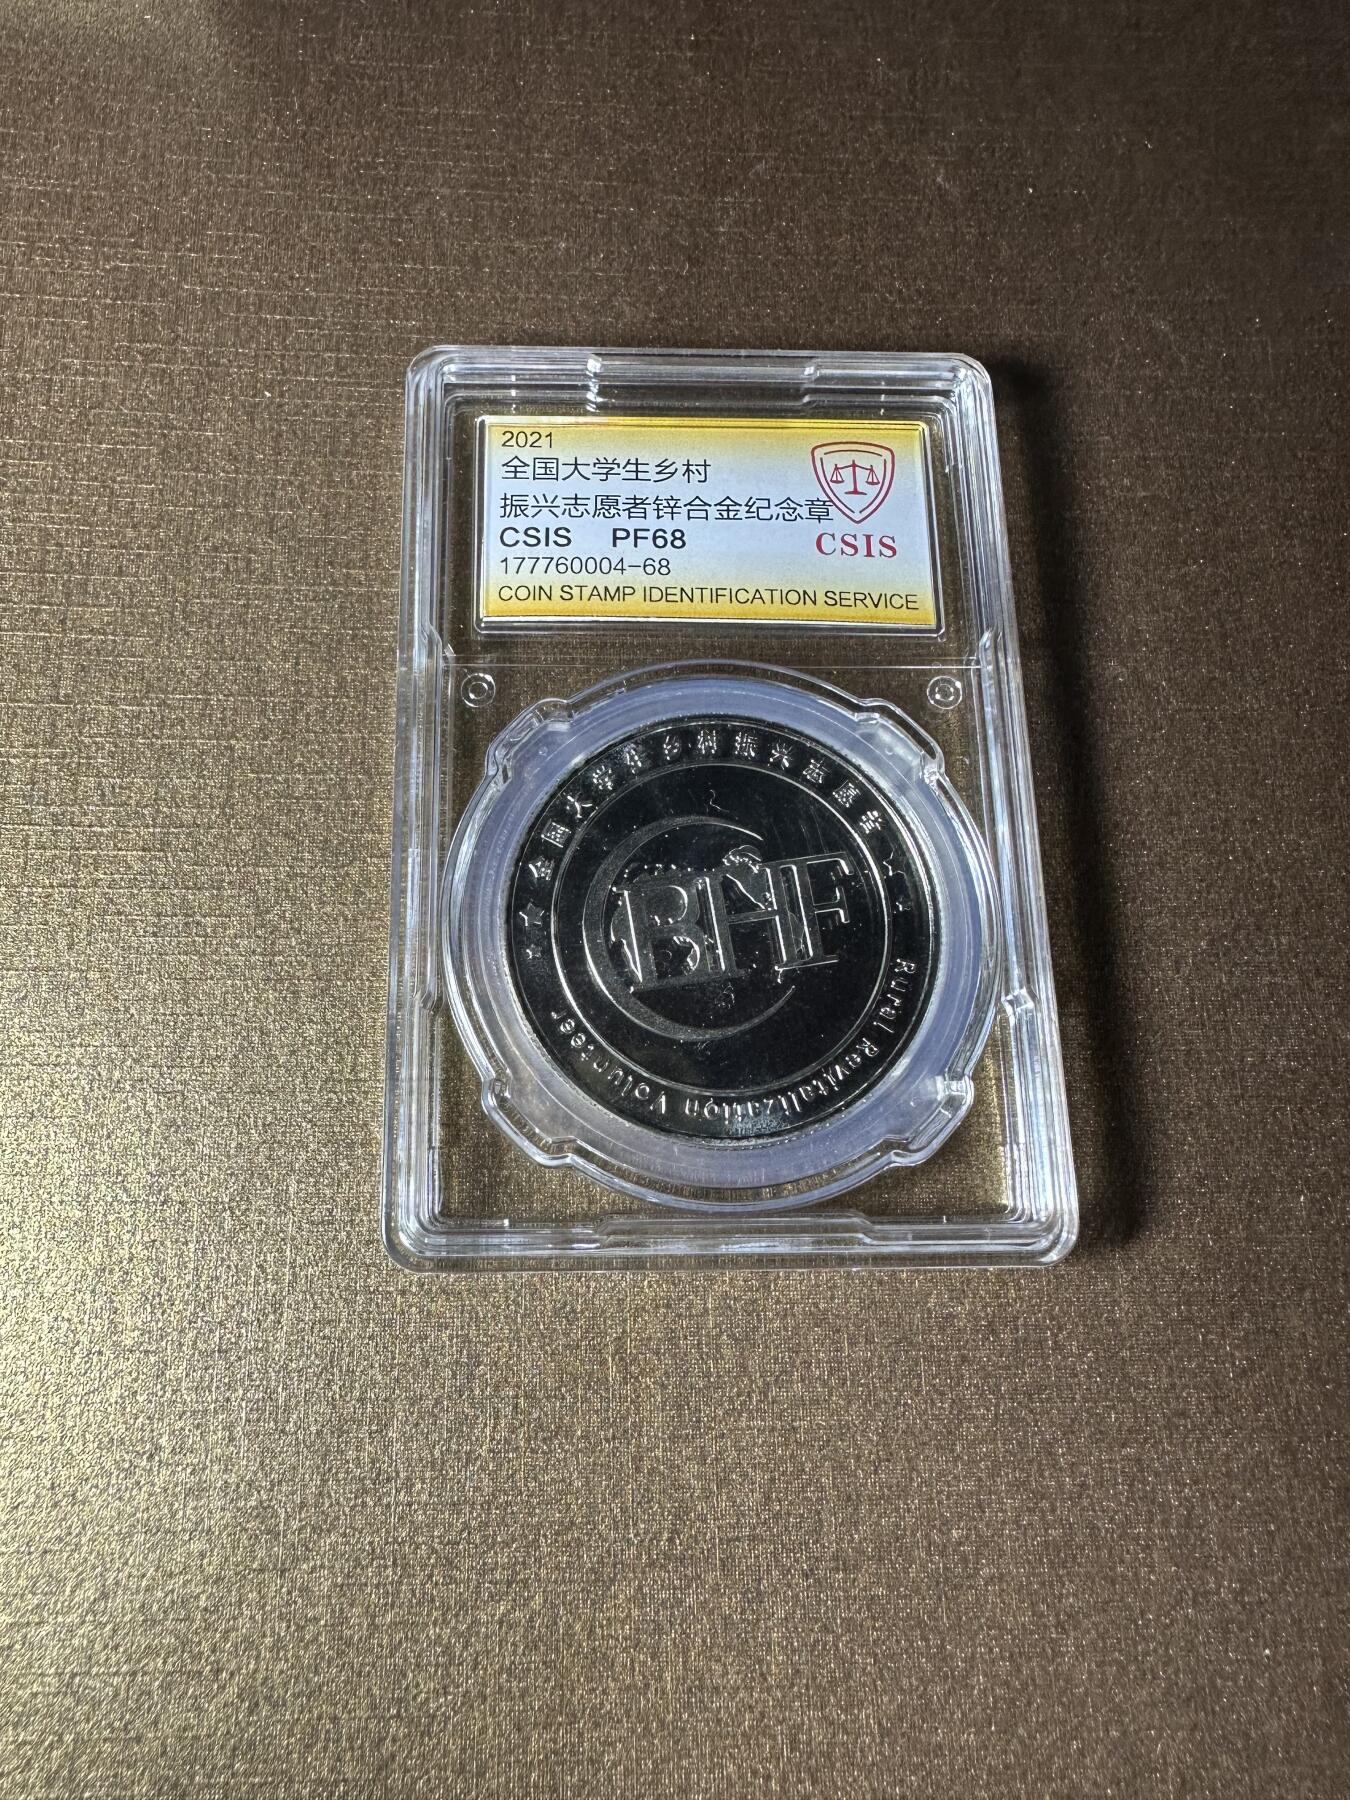 2021
全国大学生乡村
振兴志愿者锌合金纪念章
CSIS PF68
177760004-68
COIN STAMP IDENTIFICATION SERVICE
CSIS
全国大学生乡村振兴志愿者
BHF
Rural Revitalization Volunteer